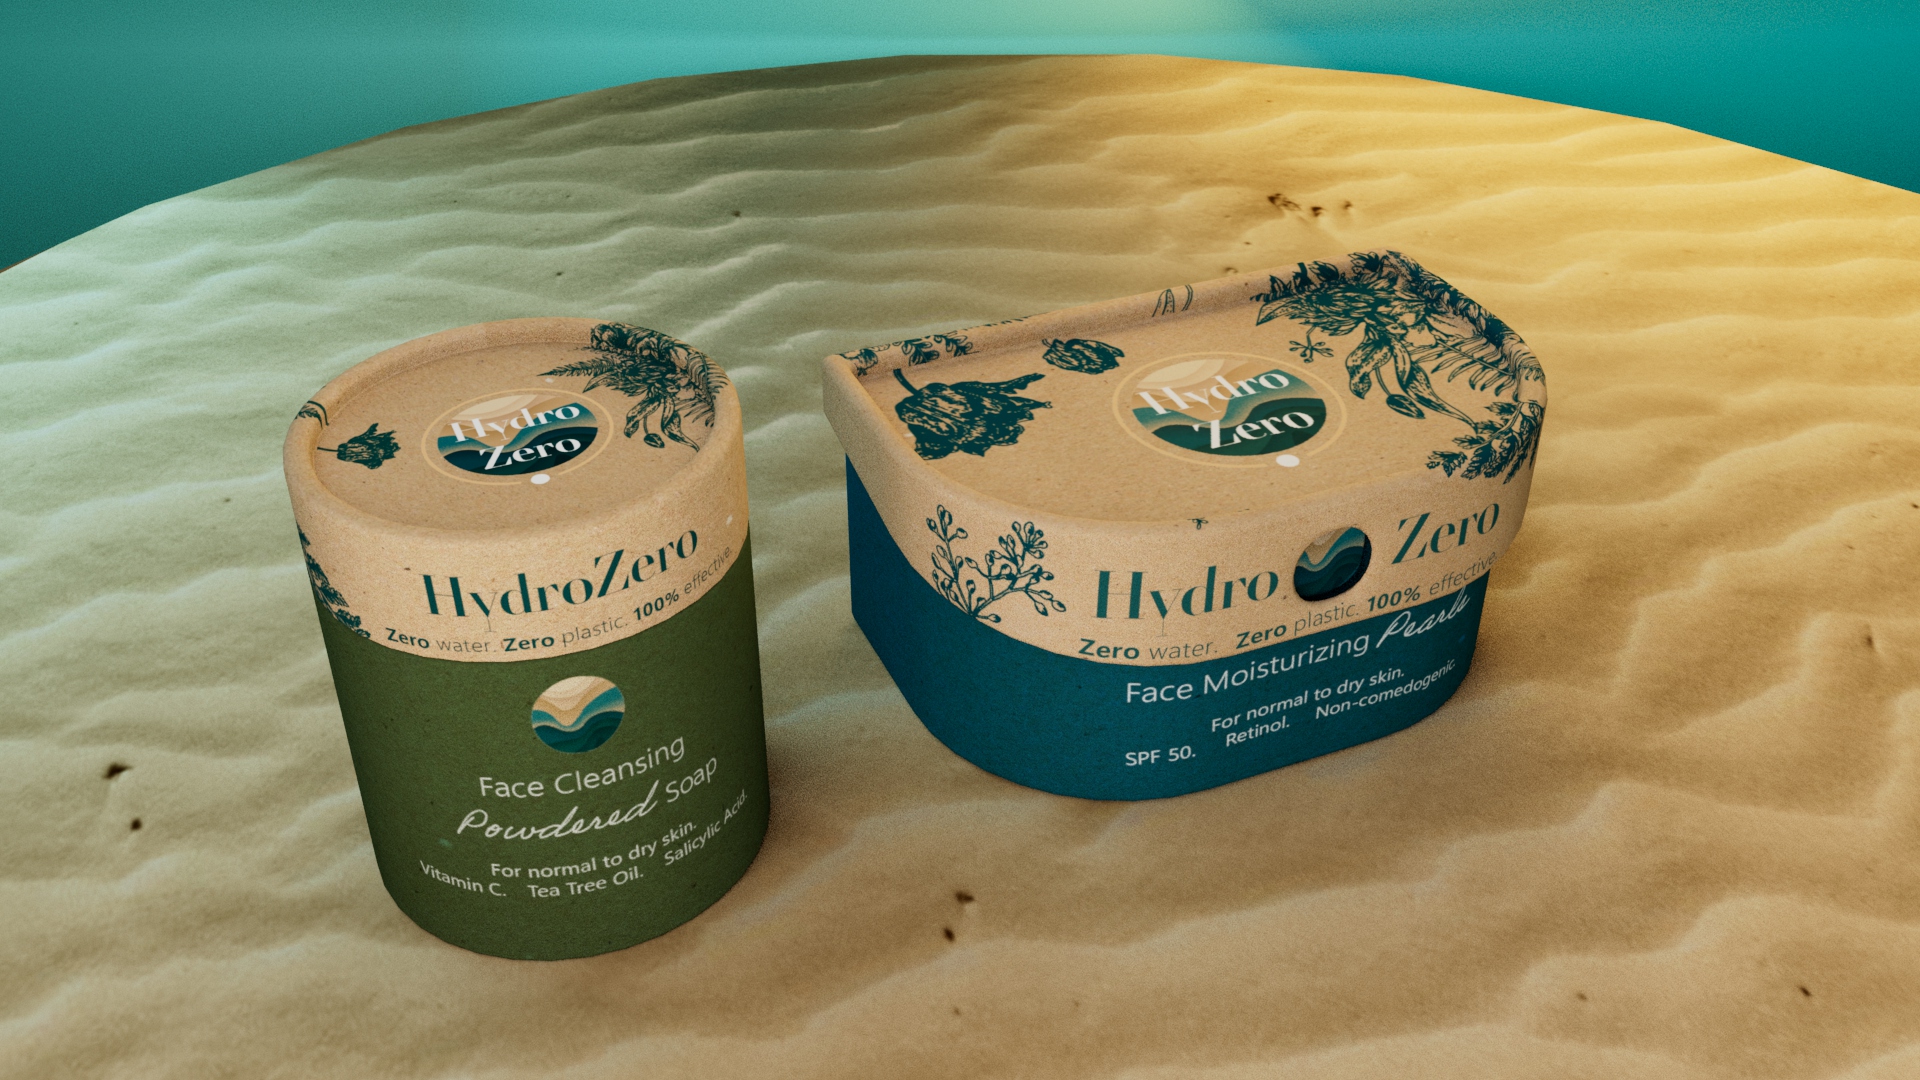 Hydro
Zero
HydroZero
Zero water. Zero plastic. 100% effective.
Face Cleansing
Powdered Soap
For normal to dry skin.
Vitamin C. Tea Tree Oil. Salicylic Acid.
Hydro
Zero
Hydro Zero
Zero water. Zero plastic. 100% effective.
Face Moisturizing Pearls
For normal to dry skin.
SPF 50. Retinol. Non-comedogenic.